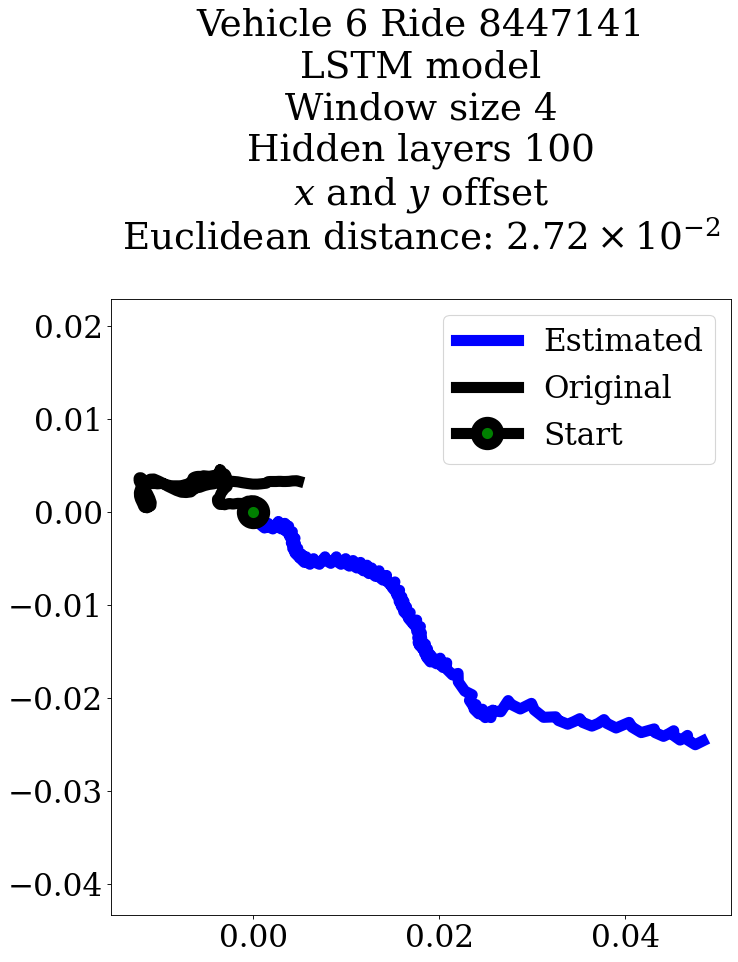 Vehicle 6 Ride 8447141
LSTM model
Window size 4
Hidden layers 100
x and y offset
Euclidean distance: 2.72 × 10⁻²
0.02
0.01
0.00
−0.01
−0.02
−0.03
−0.04
Estimated
Original
Start
0.00 0.02 0.04